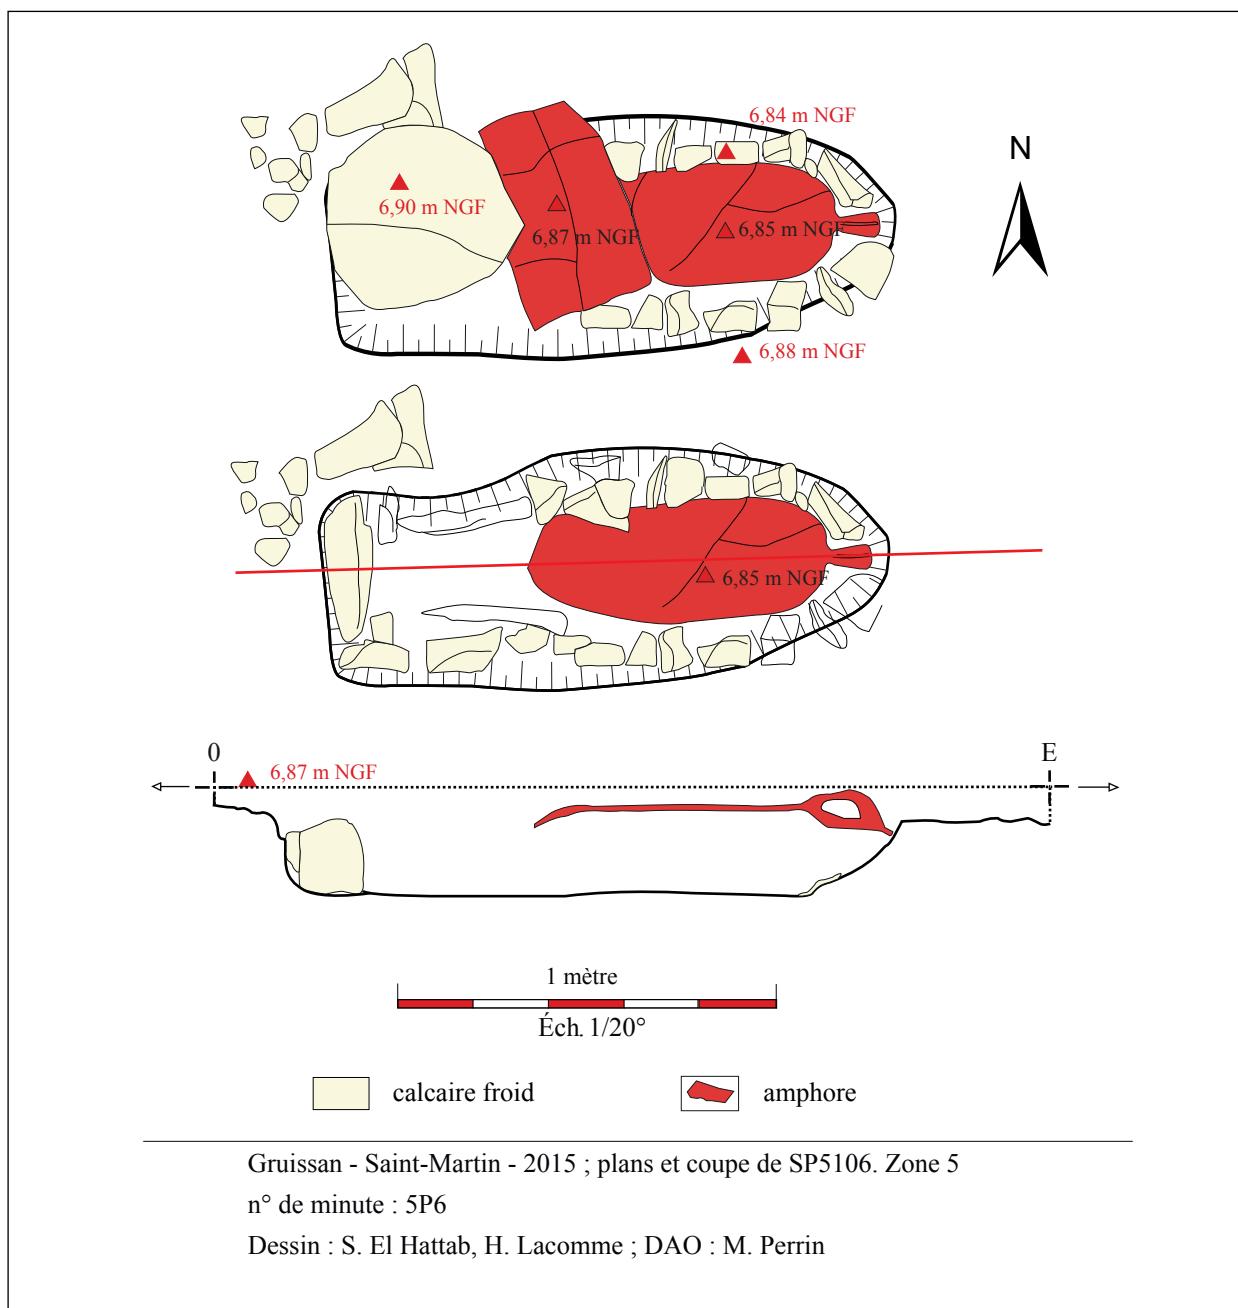 6,84 m NGF
N
6,90 m NGF
6,87 m NGF
6,85 m NGF
6,88 m NGF
6,85 m NGF
0
E
6,87 m NGF
1 mètre
Éch. 1/20°
calcaire froid
amphore
Gruissan - Saint-Martin - 2015 ; plans et coupe de SP5106. Zone 5
n° de minute : 5P6
Dessin : S. El Hattab, H. Lacomme ; DAO : M. Perrin